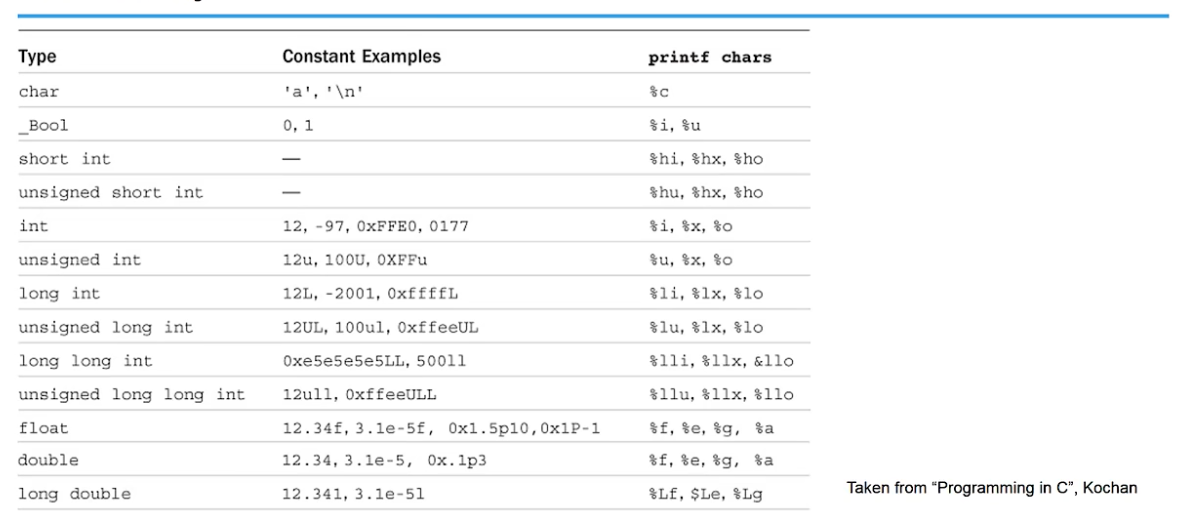 Type Constant Examples printf chars
char 'a', '\n' %c
_Bool 0, 1 %i, %u
short int — %hi, %hx, %ho
unsigned short int — %hu, %hx, %ho
int 12, -97, 0xFFE0, 0177 %i, %x, %o
unsigned int 12u, 100U, 0XFFu %u, %x, %o
long int 12L, -2001, 0xffffL %li, %lx, %lo
unsigned long int 12UL, 100ul, 0xffeeUL %lu, %lx, %lo
long long int 0xe5e5e5e5LL, 500ll %lli, %llx, &llo
unsigned long long int 12ull, 0xffeeULL %llu, %llx, %llo
float 12.34f, 3.1e-5f, 0x1.5p10,0x1P-1 %f, %e, %g, %a
double 12.34, 3.1e-5, 0x.1p3 %f, %e, %g, %a
long double 12.34l, 3.1e-5l %Lf, $Le, %Lg
Taken from “Programming in C”, Kochan